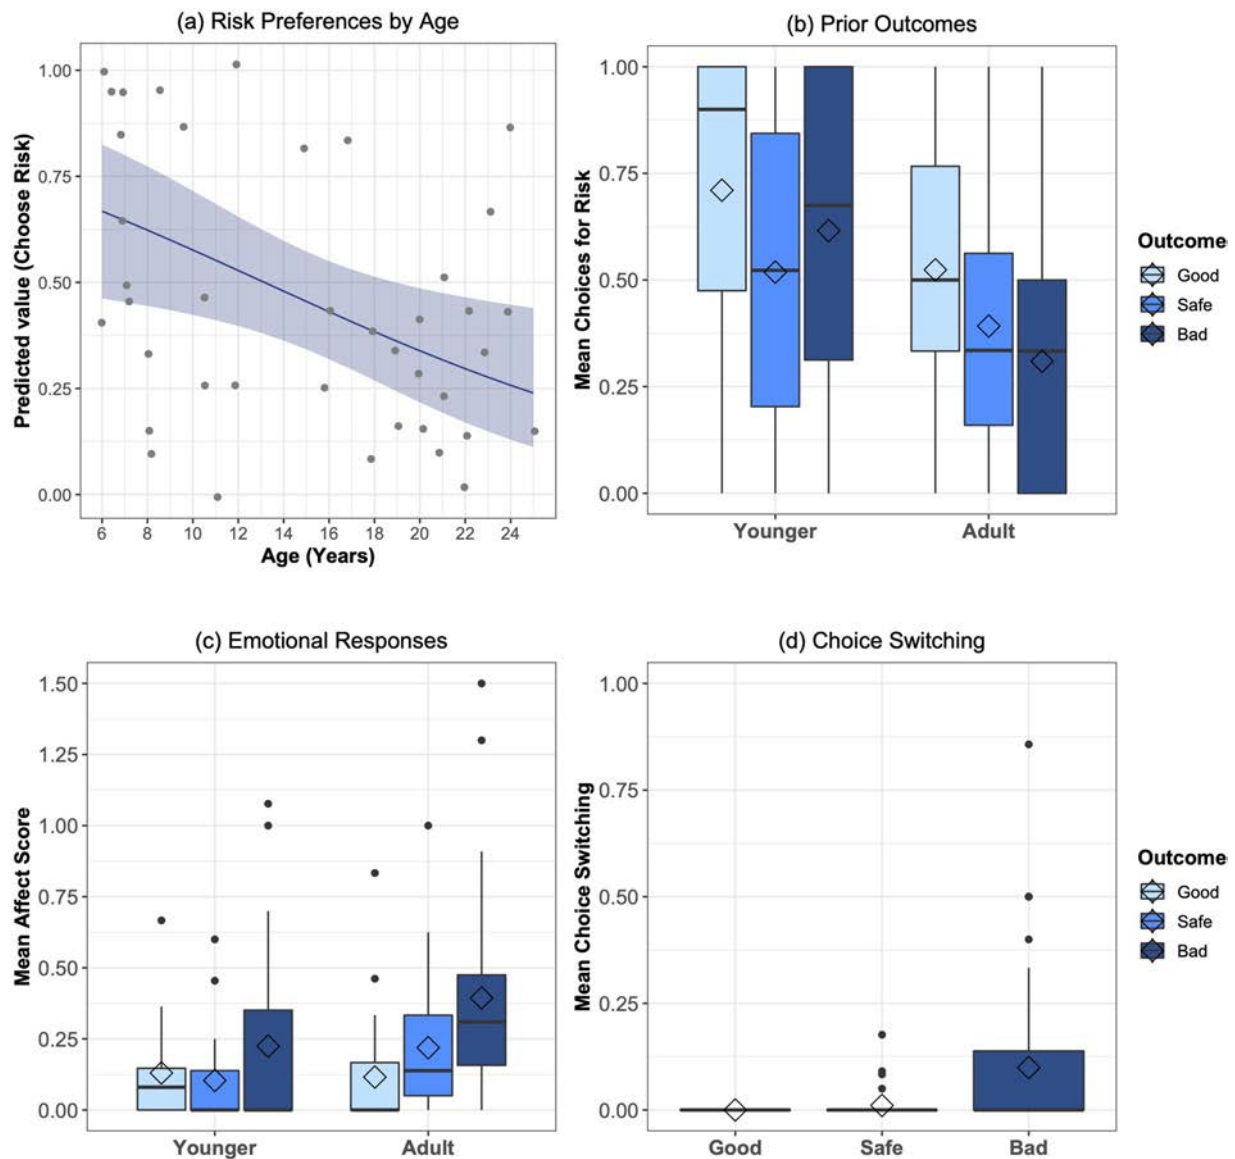 (a) Risk Preferences by Age
Predicted value (Choose Risk)
1.00
0.75
0.50
0.25
0.00
6 8 10 12 14 16 18 20 22 24
Age (Years)
(b) Prior Outcomes
Mean Choices for Risk
1.00
0.75
0.50
0.25
0.00
Younger Adult
Outcome
Good
Safe
Bad
(c) Emotional Responses
Mean Affect Score
1.50
1.25
1.00
0.75
0.50
0.25
0.00
Younger Adult
(d) Choice Switching
Mean Choice Switching
1.00
0.75
0.50
0.25
0.00
Good Safe Bad
Outcome
Good
Safe
Bad